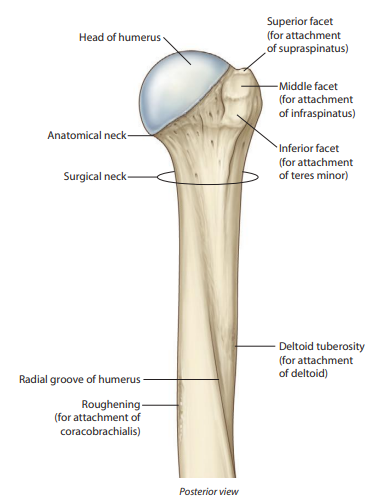 Superior facet
(for attachment
of supraspinatus)
Head of humerus
Middle facet
(for attachment
of infraspinatus)
Anatomical neck
Inferior facet
(for attachment
of teres minor)
Surgical neck
Deltoid tuberosity
(for attachment
of deltoid)
Radial groove of humerus
Roughening
(for attachment of
coracobrachialis)
Posterior view